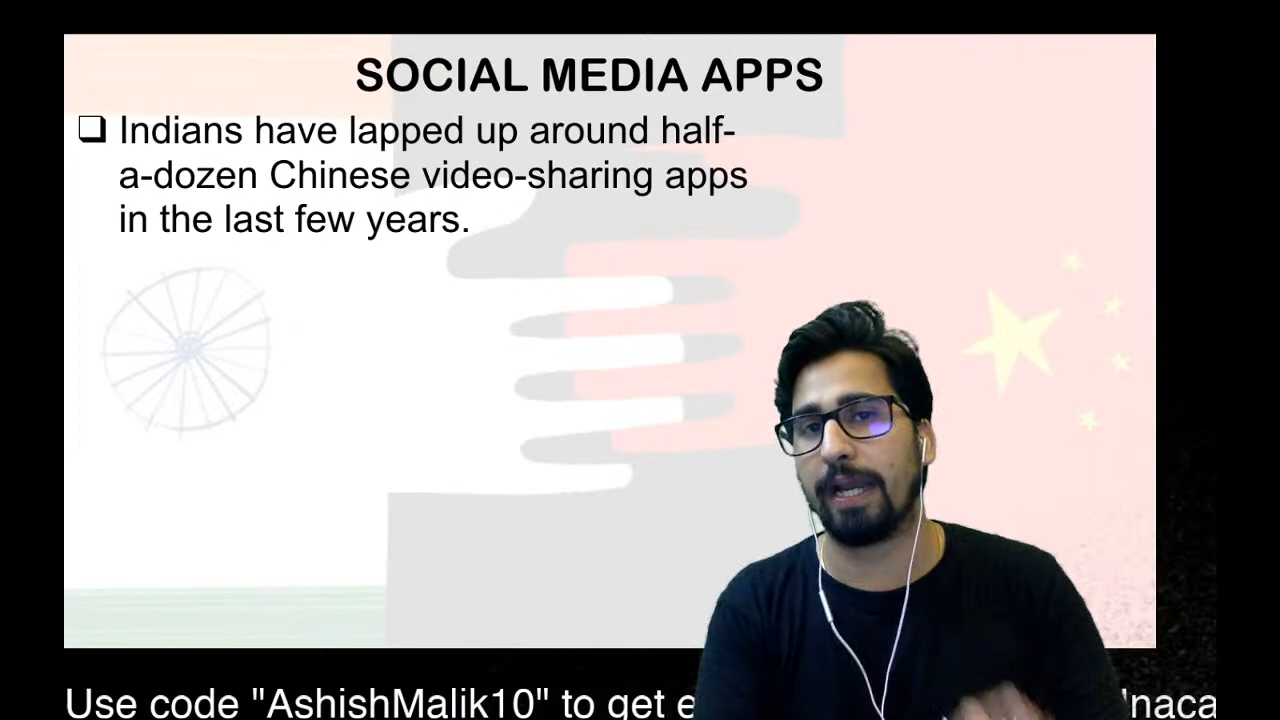 SOCIAL MEDIA APPS
❑ Indians have lapped up around half-
a-dozen Chinese video-sharing apps
in the last few years.
Use code "AshishMalik10" to get